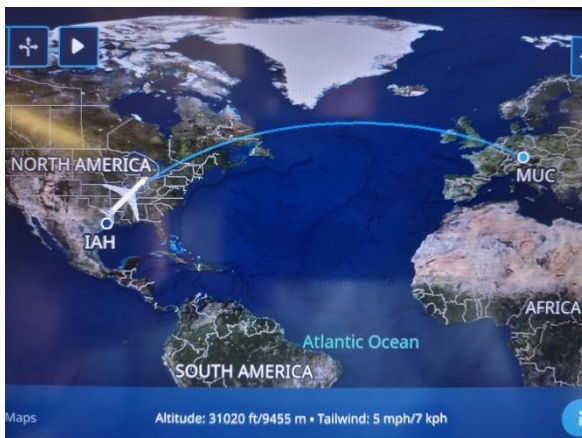 NORTH AMERICA
MUC
IAH
AFRICA
Atlantic Ocean
SOUTH AMERICA
Maps
Altitude: 31020 ft/9455 m • Tailwind: 5 mph/7 kph